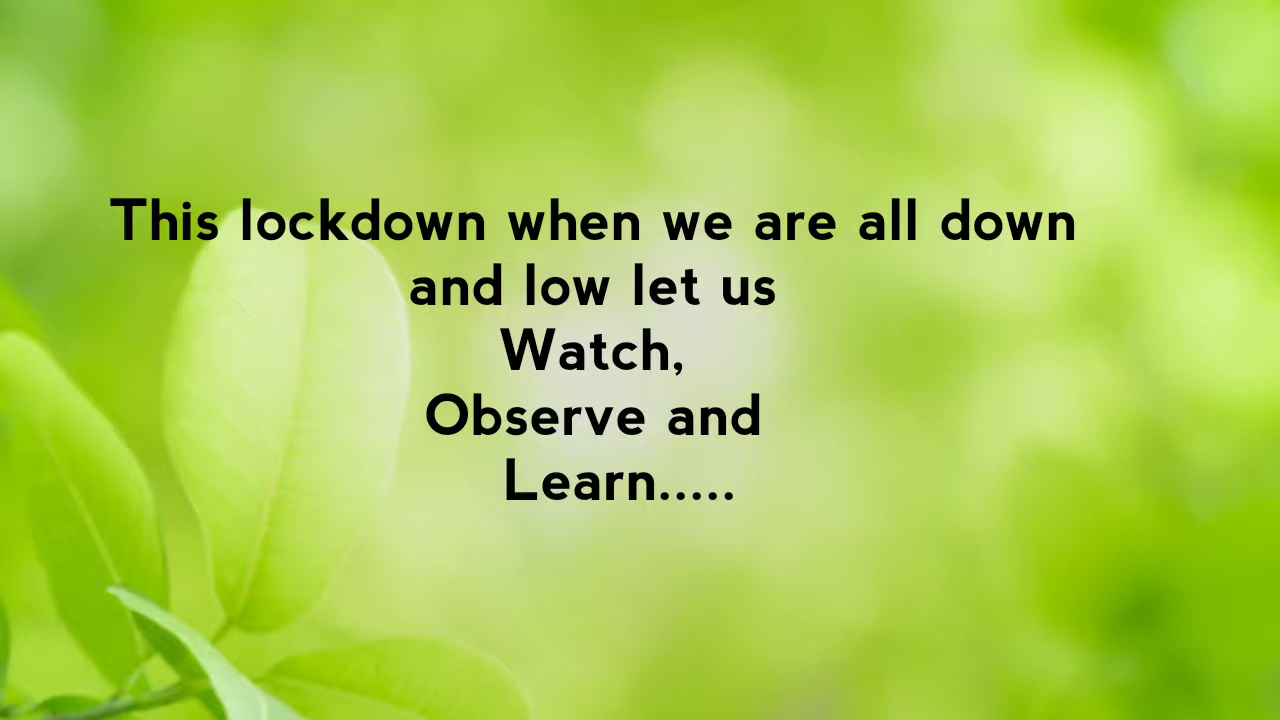 This lockdown when we are all down
and low let us
Watch,
Observe and
Learn.....